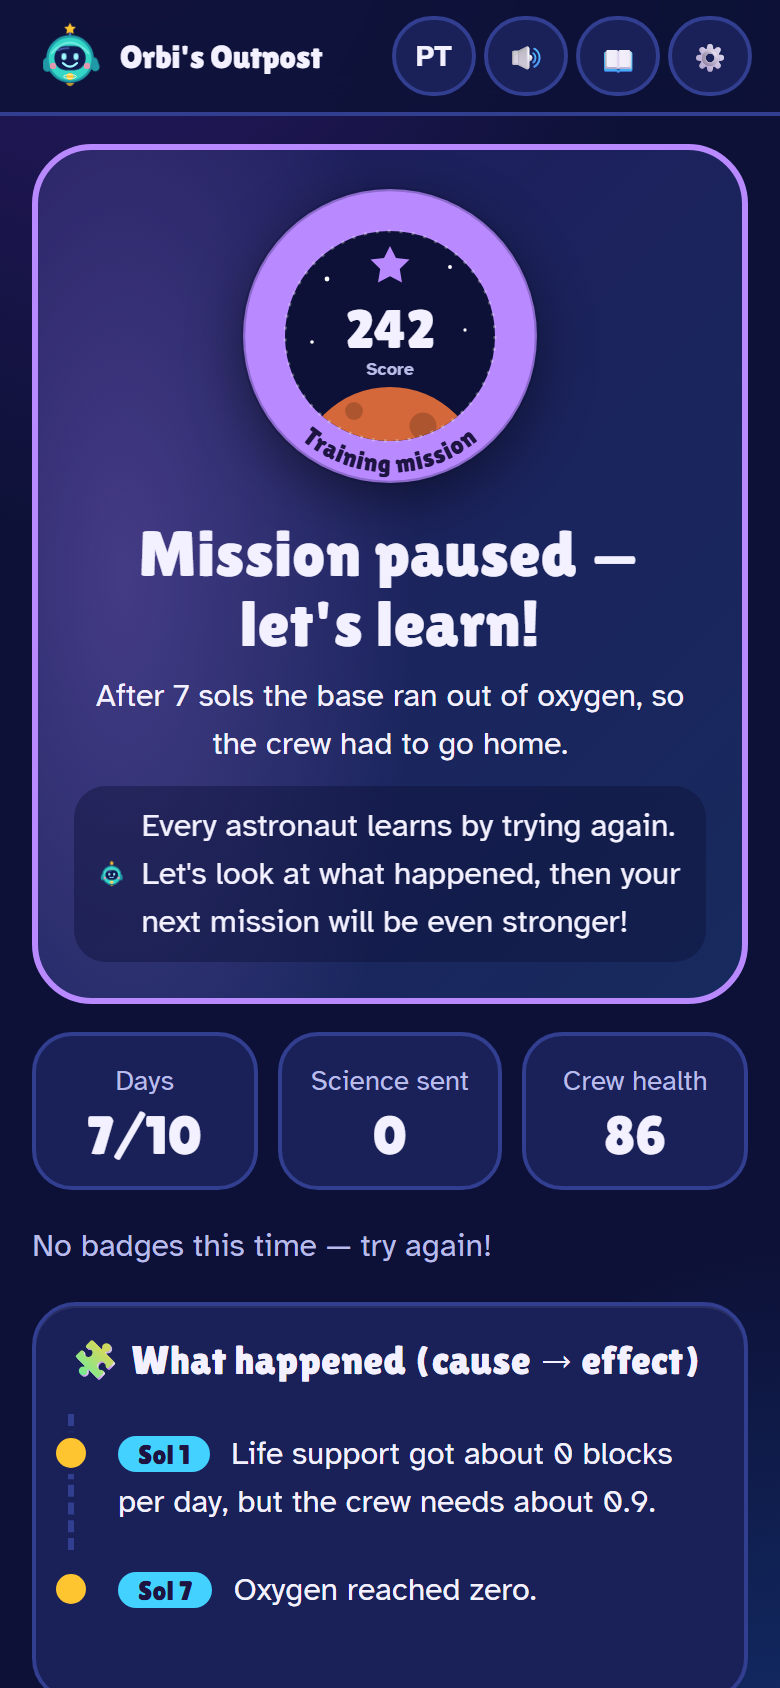 Orbi's Outpost
PT
242
Score
Training mission
Mission paused —
let's learn!
After 7 sols the base ran out of oxygen, so
the crew had to go home.
Every astronaut learns by trying again.
Let's look at what happened, then your
next mission will be even stronger!
Days
7/10
Science sent
0
Crew health
86
No badges this time — try again!
What happened (cause → effect)
Sol 1 Life support got about 0 blocks
per day, but the crew needs about 0.9.
Sol 7 Oxygen reached zero.